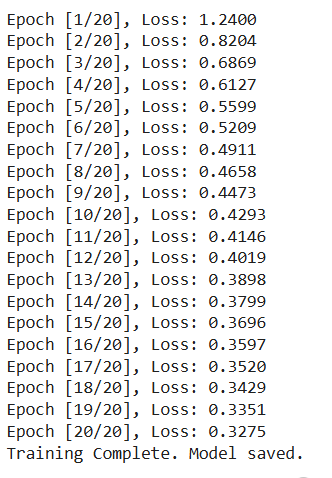 Epoch [1/20], Loss: 1.2400
Epoch [2/20], Loss: 0.8204
Epoch [3/20], Loss: 0.6869
Epoch [4/20], Loss: 0.6127
Epoch [5/20], Loss: 0.5599
Epoch [6/20], Loss: 0.5209
Epoch [7/20], Loss: 0.4911
Epoch [8/20], Loss: 0.4658
Epoch [9/20], Loss: 0.4473
Epoch [10/20], Loss: 0.4293
Epoch [11/20], Loss: 0.4146
Epoch [12/20], Loss: 0.4019
Epoch [13/20], Loss: 0.3898
Epoch [14/20], Loss: 0.3799
Epoch [15/20], Loss: 0.3696
Epoch [16/20], Loss: 0.3597
Epoch [17/20], Loss: 0.3520
Epoch [18/20], Loss: 0.3429
Epoch [19/20], Loss: 0.3351
Epoch [20/20], Loss: 0.3275
Training Complete. Model saved.